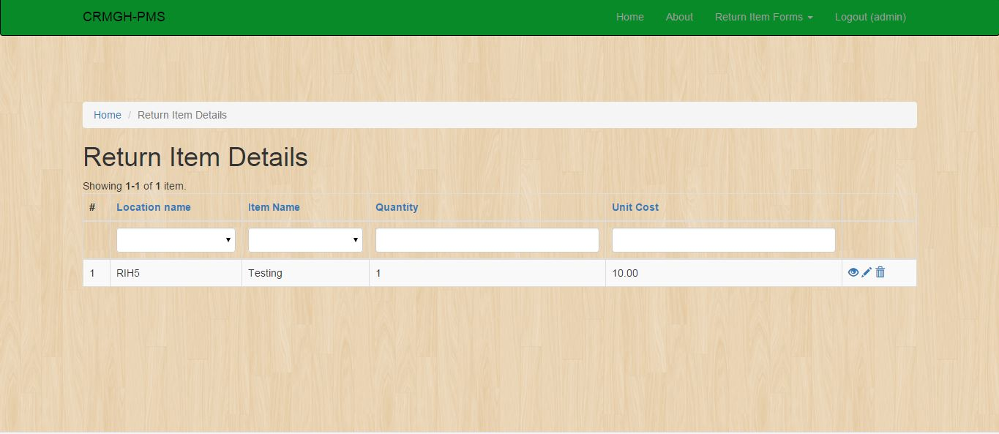 CRMGH-PMS Home About Return Item Forms Logout (admin)
Home / Return Item Details
Return Item Details
Showing 1-1 of 1 item.
# Location name Item Name Quantity Unit Cost
1 RIH5 Testing 1 10.00